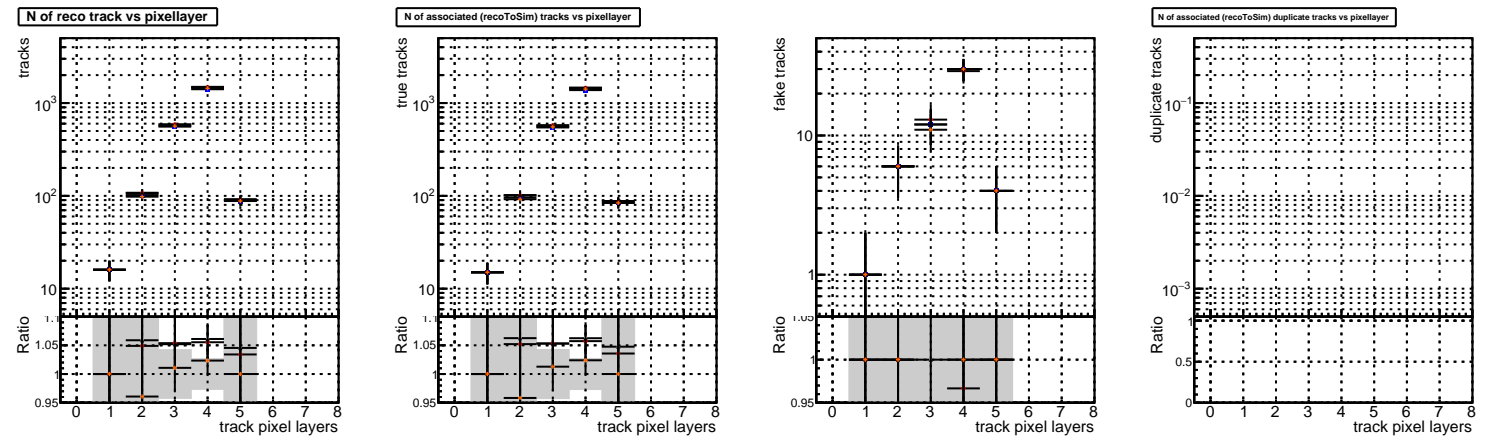 N of reco track vs pixellayer
tracks
10³
10²
10
Ratio
1.1
1.05
1
0.95
0 1 2 3 4 5 6 7 8
track pixel layers
N of associated (recoToSim) tracks vs pixellayer
true tracks
10³
10²
10
Ratio
1.1
1.05
1
0.95
0 1 2 3 4 5 6 7 8
track pixel layers
fake tracks
10
1
Ratio
1.05
1
0.95
0 1 2 3 4 5 6 7 8
track pixel layers
N of associated (recoToSim) duplicate tracks vs pixellayer
duplicate tracks
10⁻¹
10⁻²
10⁻³
Ratio
1
0.5
0
0 1 2 3 4 5 6 7 8
track pixel layers